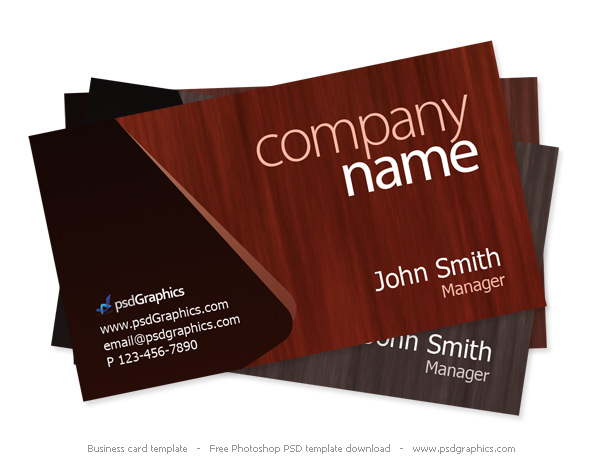 company
name
John Smith
Manager
psdGraphics
www.psdGraphics.com
email@psdgraphics.com
P 123-456-7890
John Smith
Manager
Business card template - Free Photoshop PSD template download - www.psdgraphics.com